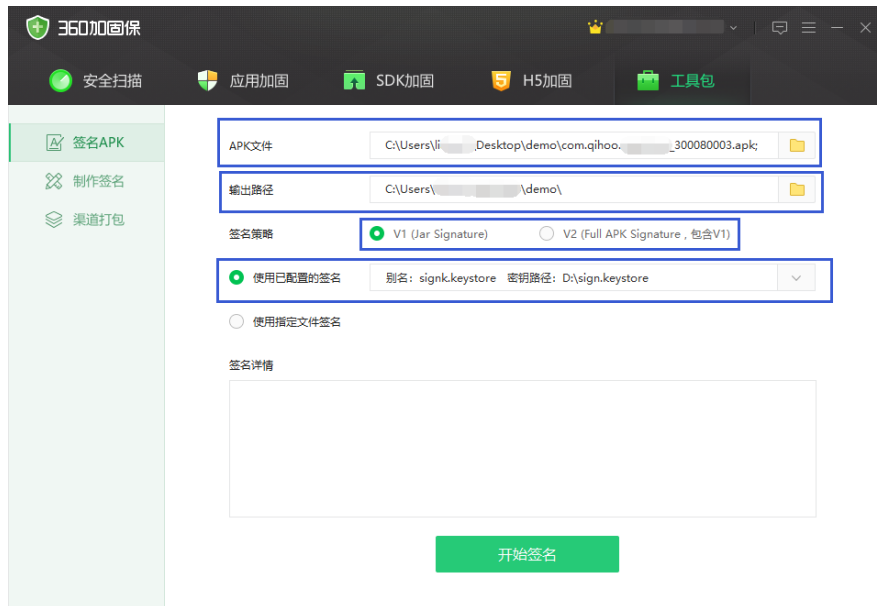 360加固保
安全扫描 应用加固 SDK加固 H5加固 工具包
签名APK
制作签名
渠道打包
APK文件 C:\Users\li Desktop\demo\com.qihoo. _300080003.apk;
输出路径 C:\Users\ \demo\
签名策略 V1 (Jar Signature) V2 (Full APK Signature , 包含V1)
使用已配置的签名 别名: signk.keystore 密钥路径: D:\sign.keystore
使用指定文件签名
签名详情
开始签名